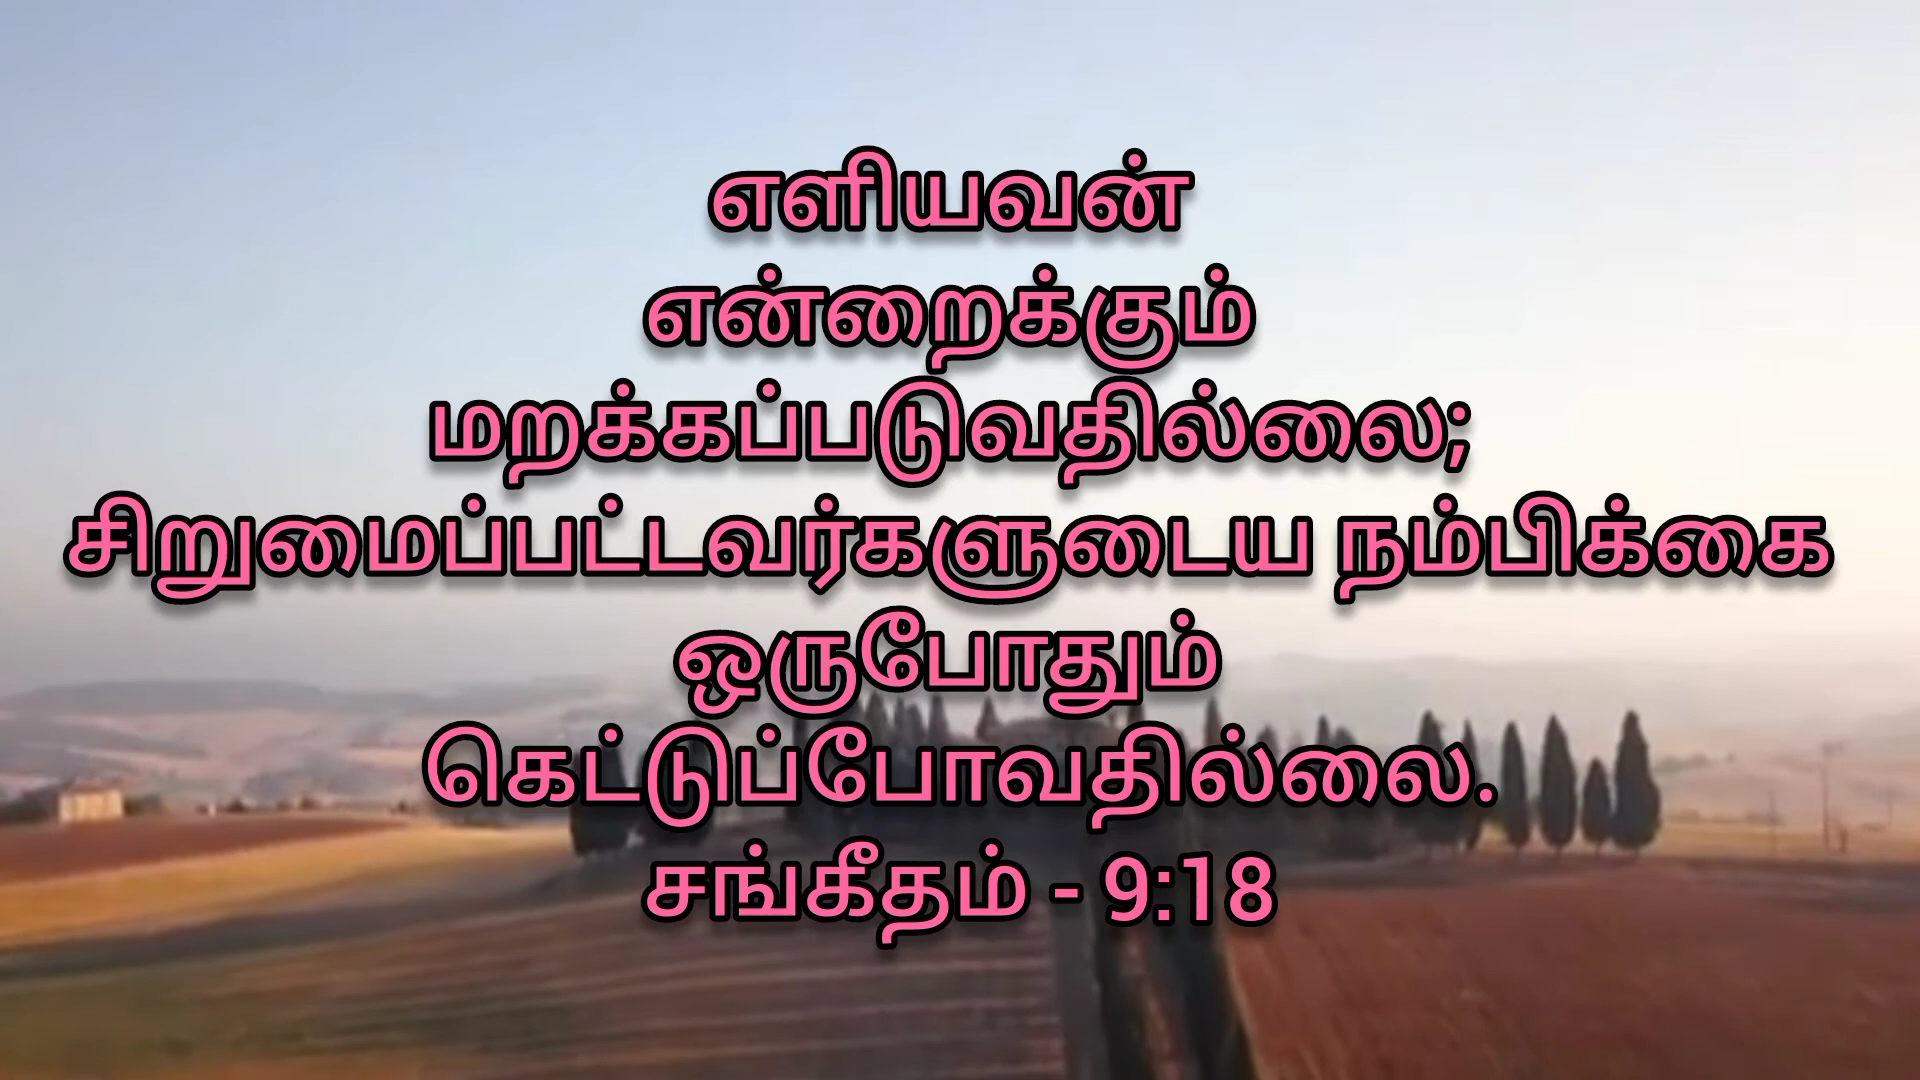 எளியவன்
என்றைக்கும்
மறக்கப்படுவதில்லை;
சிறுமைப்பட்டவர்களுடைய நம்பிக்கை
ஒருபோதும்
கெட்டுப்போவதில்லை.
சங்கீதம் - 9:18